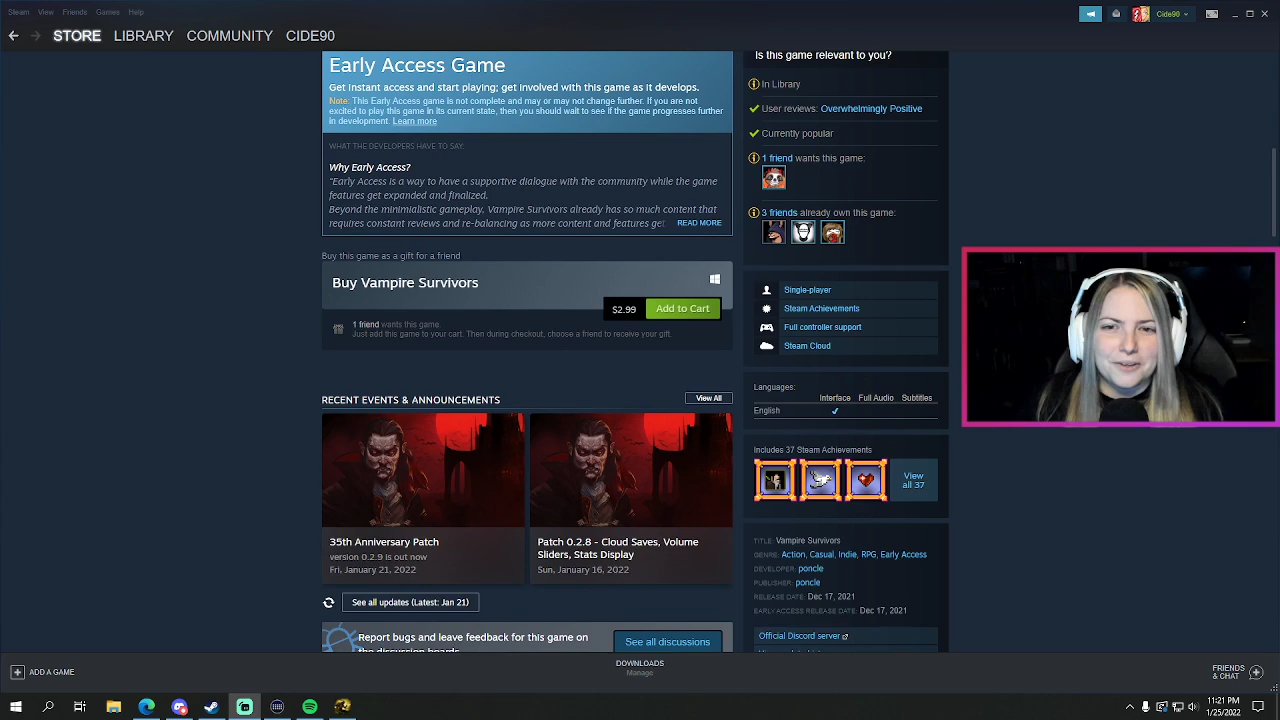 Steam View Friends Games Help
Cide90
STORE LIBRARY COMMUNITY CIDE90
Early Access Game
Get instant access and start playing; get involved with this game as it develops.
Note: This Early Access game is not complete and may or may not change further. If you are
not excited to play this game in its current state, then you should wait to see if the game progresses further
in development. Learn more
WHAT THE DEVELOPERS HAVE TO SAY:
Why Early Access?
"Early Access is a way to have a supportive dialogue with the community while the game
features get expanded and finalized.
Beyond the minimialistic gameplay, Vampire Survivors already has so much content that
requires constant reviews and re-balancing as more content and features get READ MORE
Buy this game as a gift for a friend
Buy Vampire Survivors
$2.99 Add to Cart
1 friend wants this game.
Just add this game to your cart. Then during checkout, choose a friend to receive your gift.
RECENT EVENTS & ANNOUNCEMENTS View All
35th Anniversary Patch
version 0.2.9 is out now
Fri, January 21, 2022
Patch 0.2.8 - Cloud Saves, Volume
Sliders, Stats Display
Sun, January 16, 2022
See all updates (Latest: Jan 21)
Report bugs and leave feedback for this game on
the discussion boards
See all discussions
Is this game relevant to you?
In Library
User reviews: Overwhelmingly Positive
Currently popular
1 friend wants this game:
3 friends already own this game:
Single-player
Steam Achievements
Full controller support
Steam Cloud
Languages:
Interface Full Audio Subtitles
English ✔
Includes 37 Steam Achievements
View
all 37
TITLE: Vampire Survivors
GENRE: Action, Casual, Indie, RPG, Early Access
DEVELOPER: poncle
PUBLISHER: poncle
RELEASE DATE: Dec 17, 2021
EARLY ACCESS RELEASE DATE: Dec 17, 2021
Official Discord server
ADD A GAME
DOWNLOADS
Manage
FRIENDS
& CHAT
11:21 PM
1/25/2022